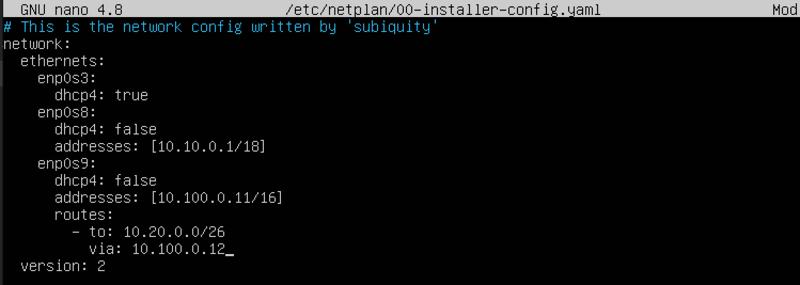 GNU nano 4.8 /etc/netplan/00-installer-config.yaml Mod
# This is the network config written by 'subiquity'
network:
  ethernets:
    enp0s3:
      dhcp4: true
    enp0s8:
      dhcp4: false
      addresses: [10.10.0.1/18]
    enp0s9:
      dhcp4: false
      addresses: [10.100.0.11/16]
      routes:
        - to: 10.20.0.0/26
          via: 10.100.0.12_
  version: 2